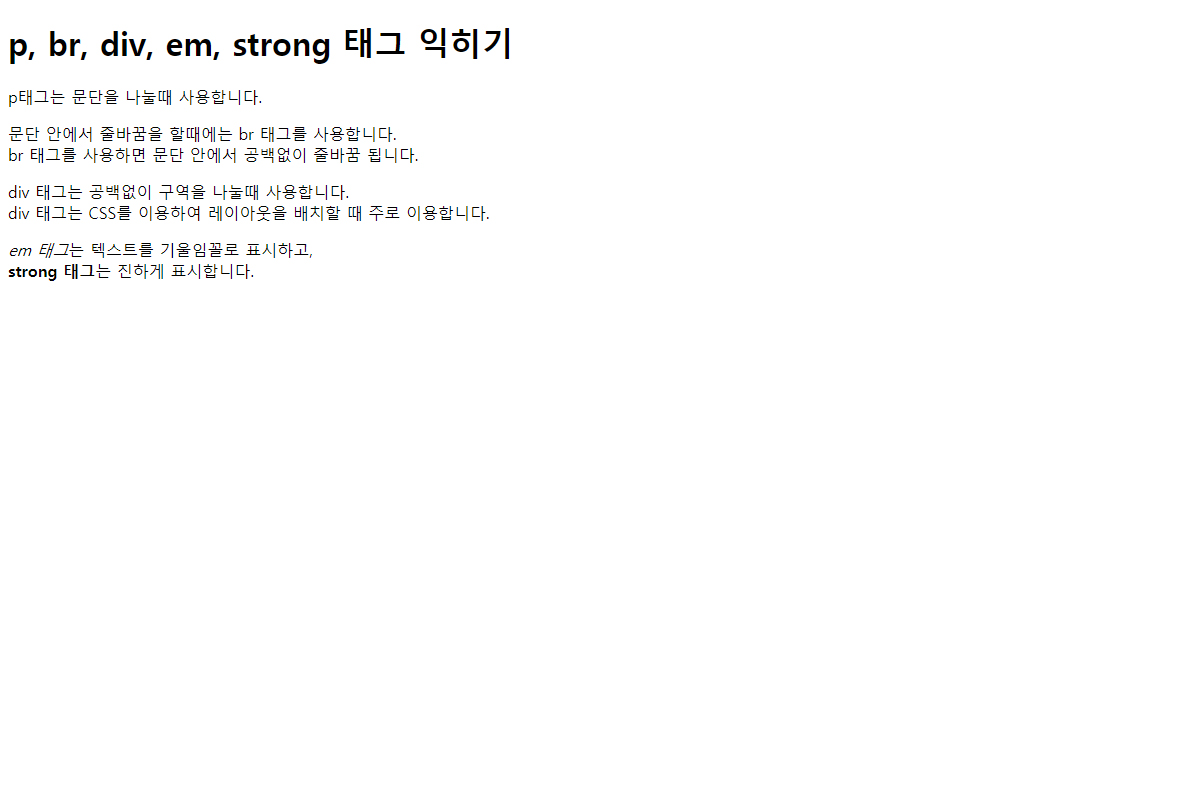 p, br, div, em, strong 태그 익히기
p태그는 문단을 나눌때 사용합니다.
문단 안에서 줄바꿈을 할때에는 br 태그를 사용합니다.
br 태그를 사용하면 문단 안에서 공백없이 줄바꿈 됩니다.
div 태그는 공백없이 구역을 나눌때 사용합니다.
div 태그는 CSS를 이용하여 레이아웃을 배치할 때 주로 이용합니다.
em 태그는 텍스트를 기울임꼴로 표시하고,
strong 태그는 진하게 표시합니다.